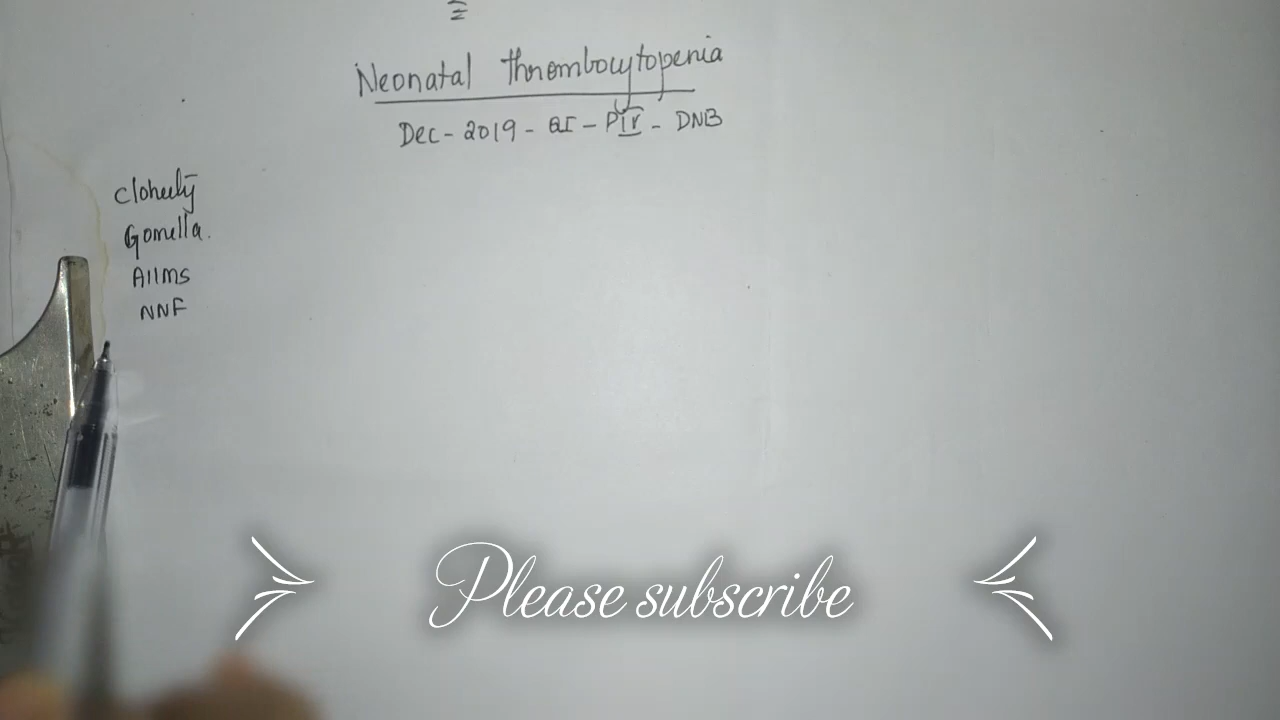 Neonatal thrombocytopenia
Dec - 2019 - QI - PIV - DNB
Cloherty
Gomella.
AIIMS
NNF
Please subscribe